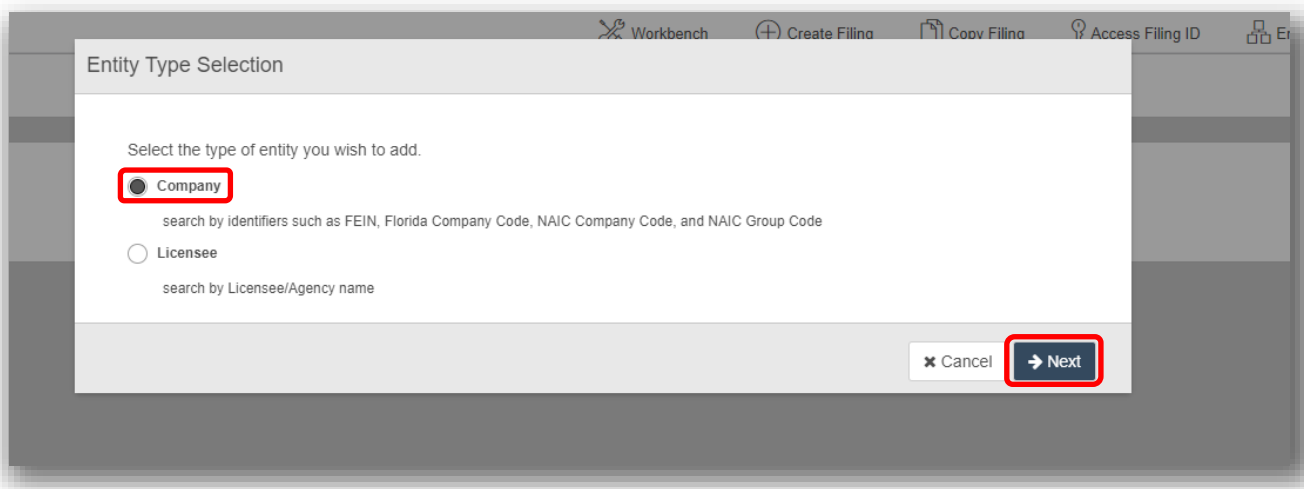 Workbench Create Filing Copy Filing Access Filing ID
Entity Type Selection
Select the type of entity you wish to add.
Company
search by identifiers such as FEIN, Florida Company Code, NAIC Company Code, and NAIC Group Code
Licensee
search by Licensee/Agency name
Cancel Next